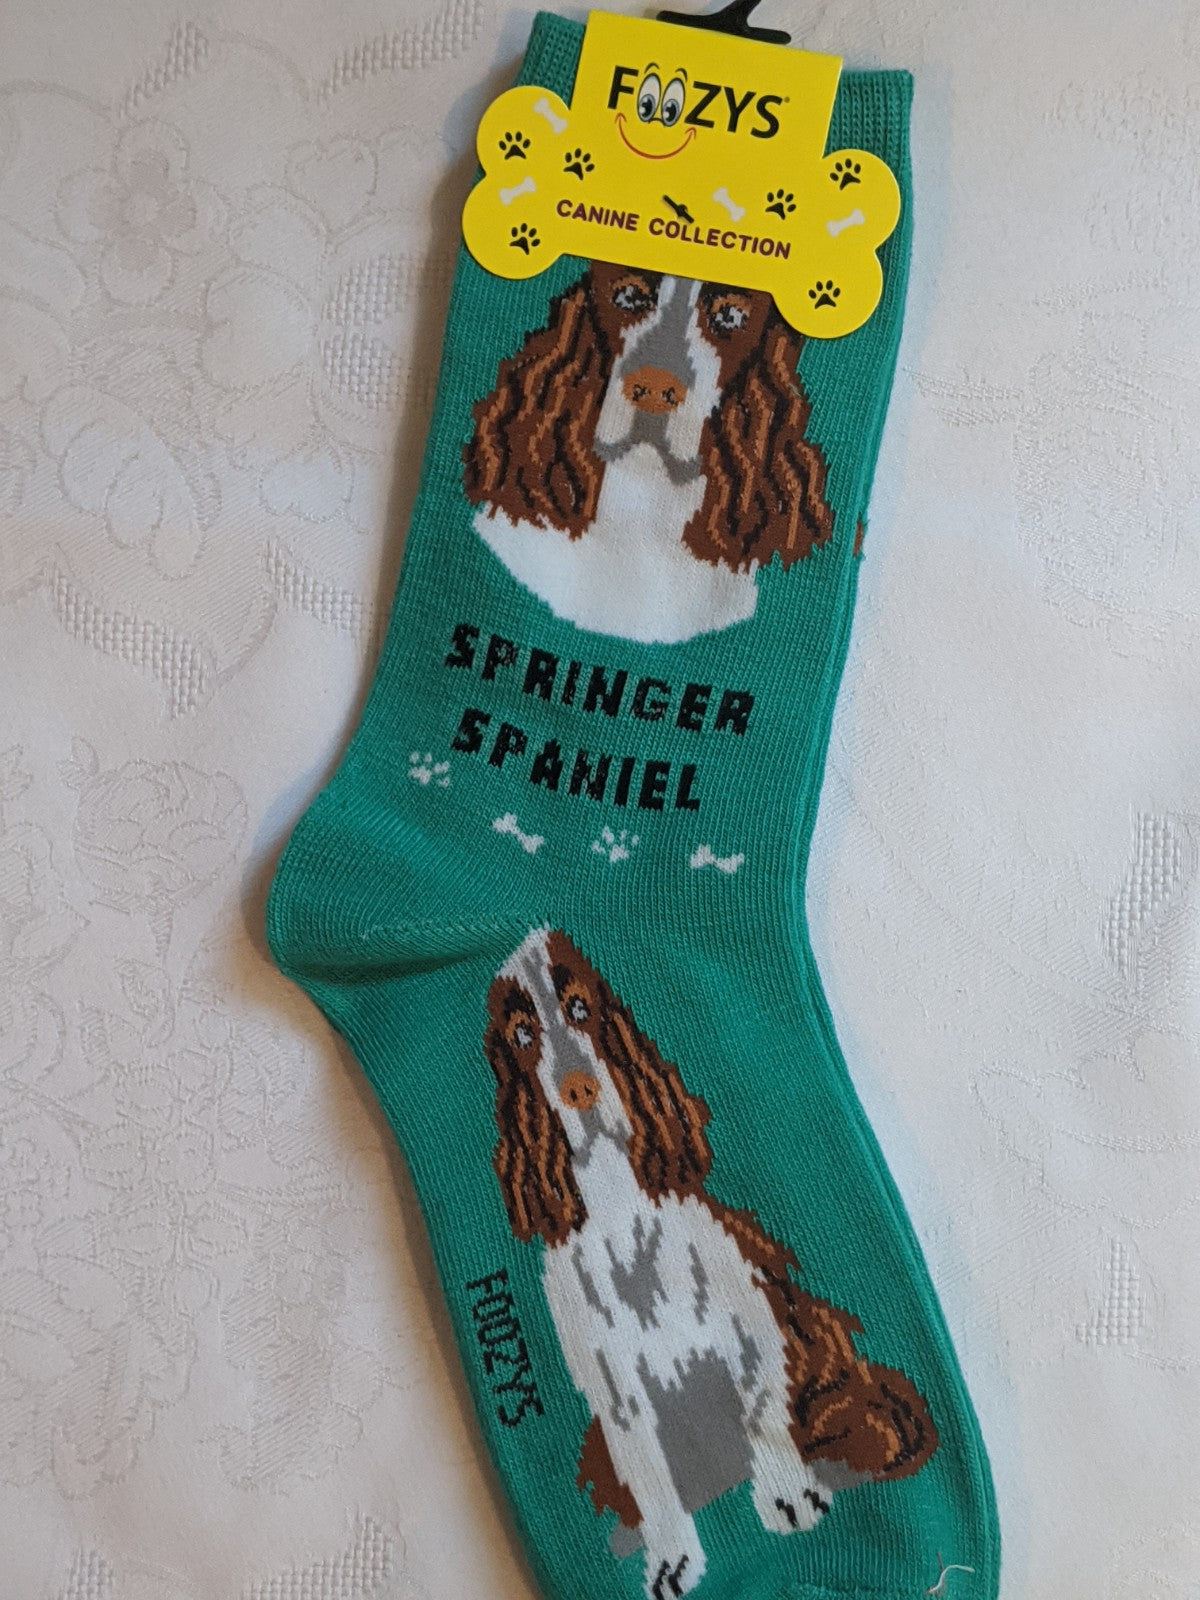 FOOZYS®
CANINE COLLECTION
SPRINGER
SPANIEL
FOOZYS